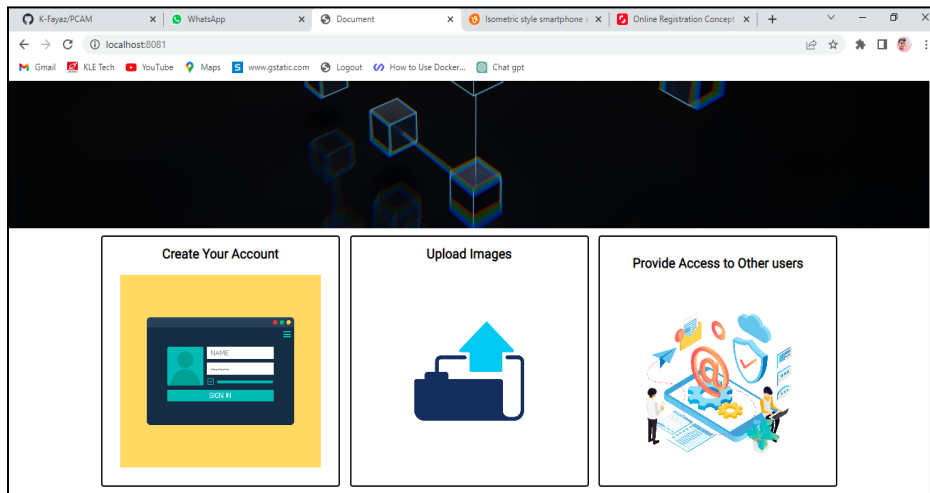 K-Fayaz/PCAM
WhatsApp
Document
Isometric style smartphone a
Online Registration Concept
localhost:8081
Gmail
KLE Tech
YouTube
Maps
www.gstatic.com
Logout
How to Use Docker...
Chat gpt
Create Your Account
Upload Images
Provide Access to Other users
NAME
SIGN IN